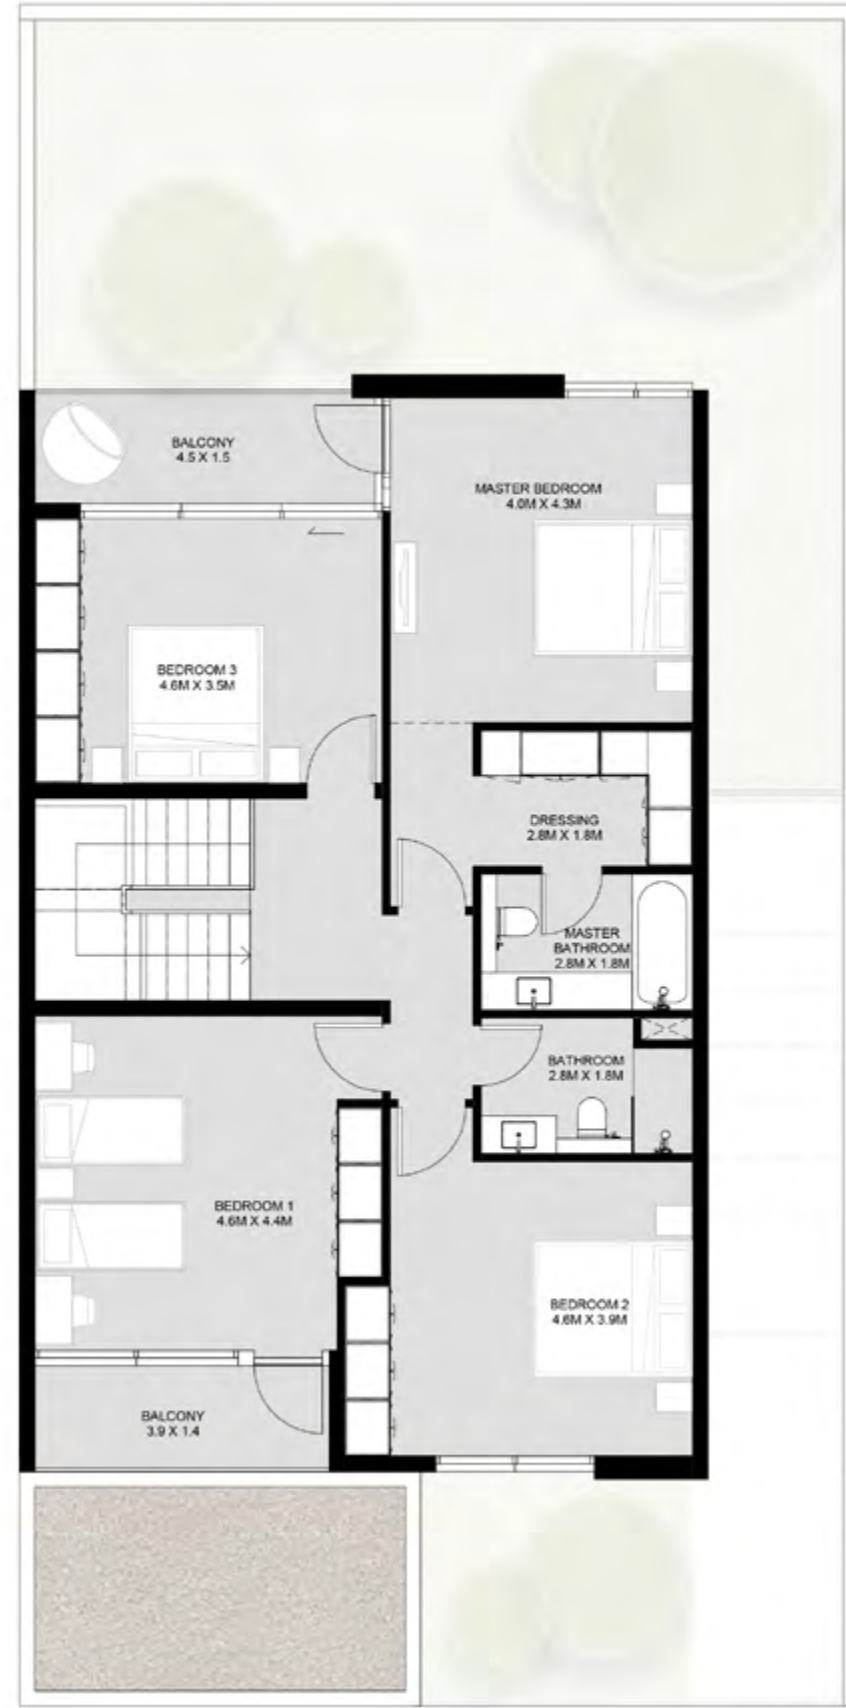 BALCONY
4.5 X 1.5
MASTER BEDROOM
4.0M X 4.3M
BEDROOM 3
4.6M X 3.5M
DRESSING
2.8M X 1.8M
MASTER
BATHROOM
2.8M X 1.8M
BATHROOM
2.8M X 1.8M
BEDROOM 1
4.6M X 4.4M
BEDROOM 2
4.6M X 3.9M
BALCONY
3.9 X 1.4